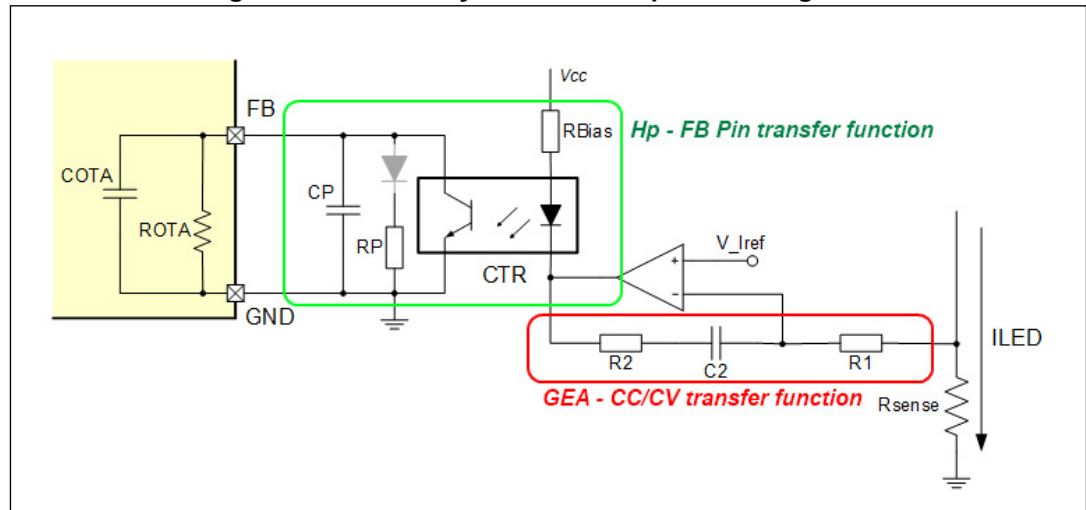 Vcc
FB
RBias
Hp - FB Pin transfer function
COTA
CP
ROTA
RP
V_Iref
+
CTR
-
GND
ILED
R2
C2
R1
GEA - CC/CV transfer function
Rsense